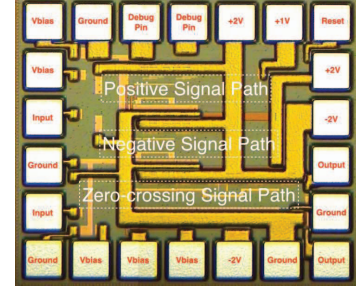 Vbias Ground Debug Pin Debug Pin +2V +1V Reset
Vbias +2V
Positive Signal Path
Input -2V
Negative Signal Path
Ground Output
Zero-crossing Signal Path
Input Ground
Ground Vbias Vbias Vbias -2V Ground Output